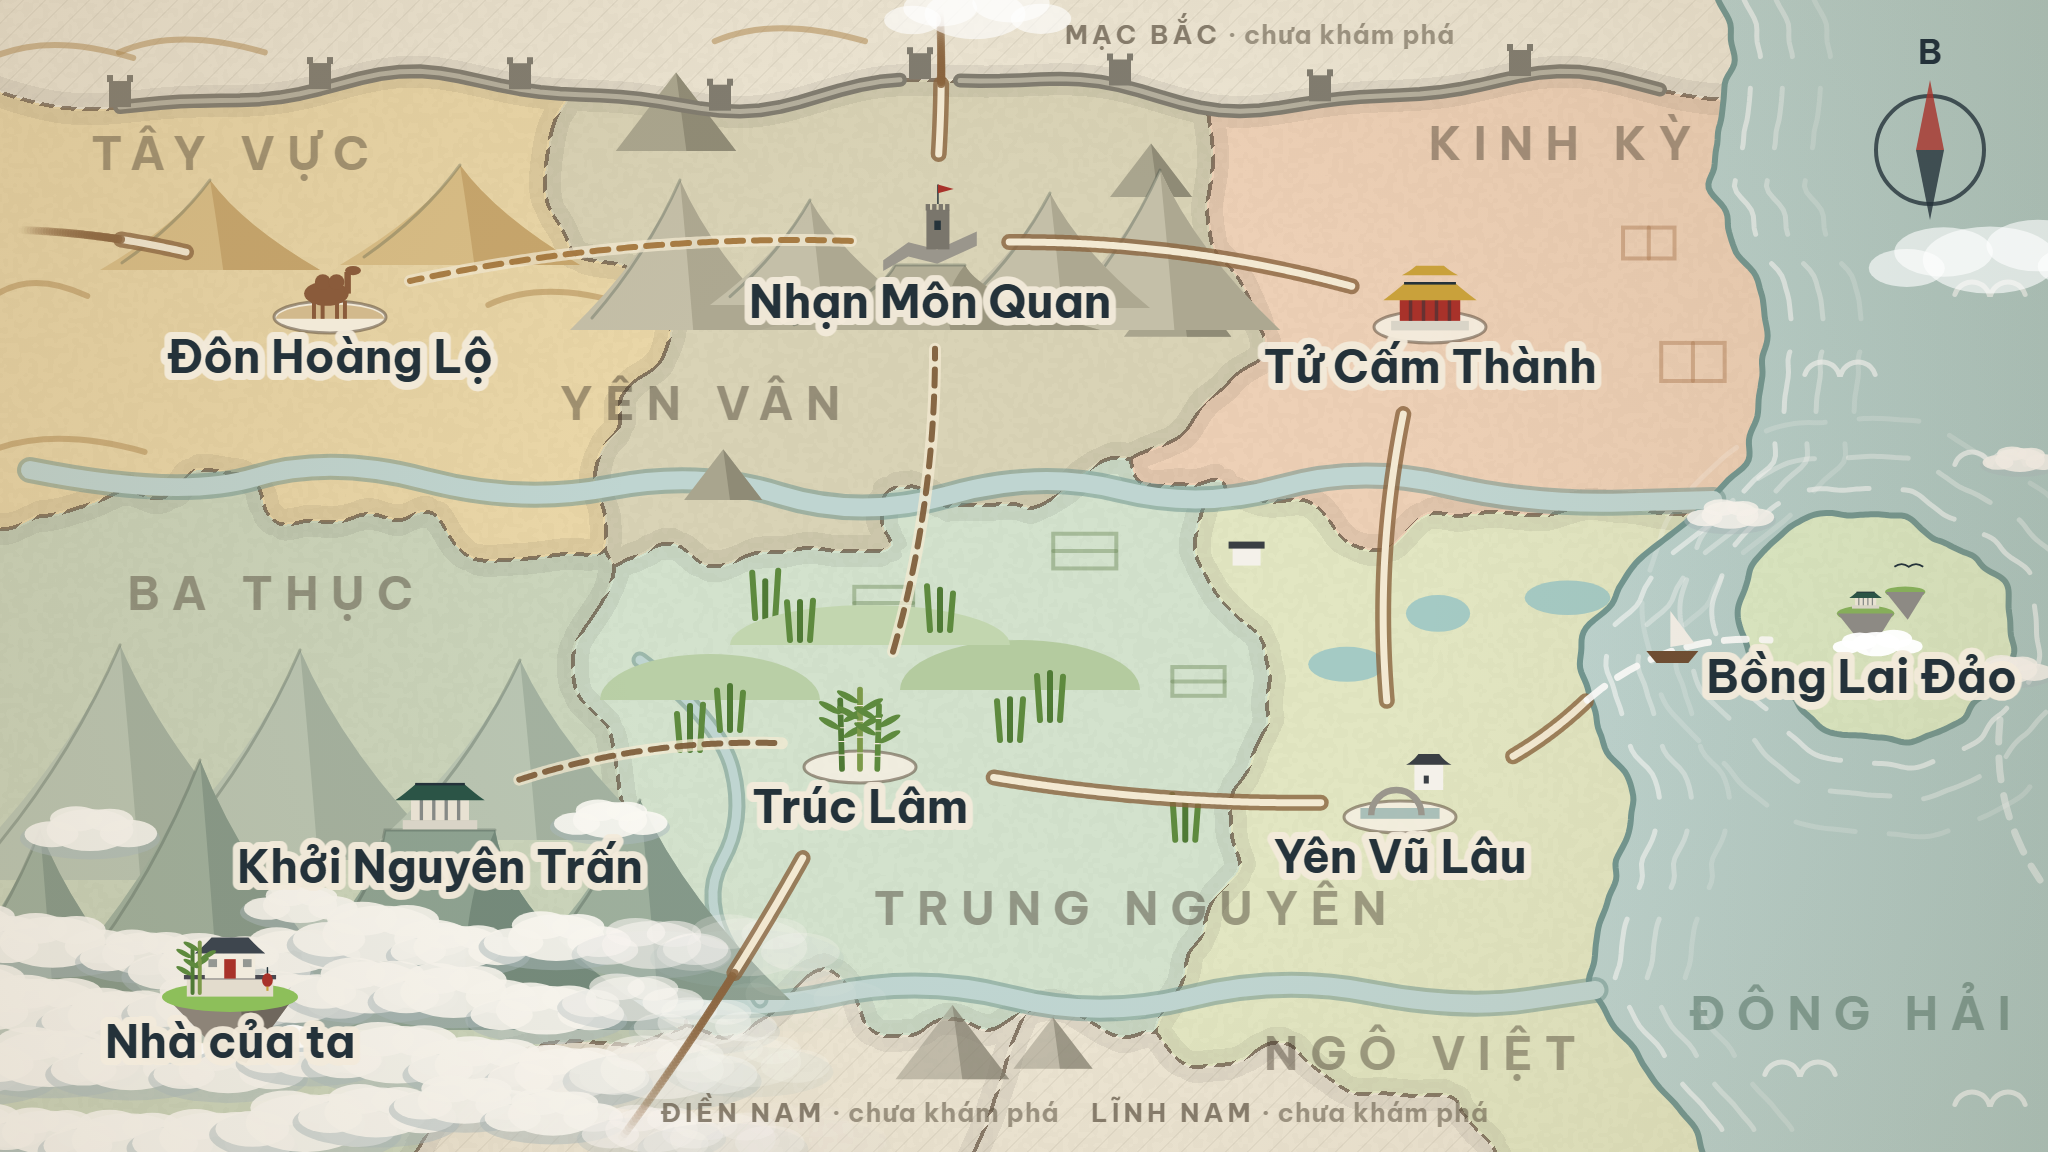 MẠC BẮC · chưa khám phá
B
TÂY VỰC
KINH KỲ
Nhạn Môn Quan
Đôn Hoàng Lộ
Tử Cấm Thành
YÊN VÂN
BA THỤC
Bồng Lai Đảo
Trúc Lâm
Khởi Nguyên Trấn
Yên Vũ Lâu
TRUNG NGUYÊN
Nhà của ta
ĐÔNG HẢI
NGÔ VIỆT
ĐIỀN NAM · chưa khám phá
LĨNH NAM · chưa khám phá